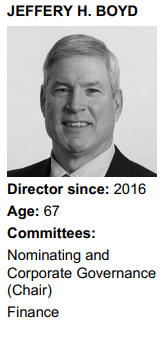 JEFFERY H. BOYD
Director since: 2016
Age: 67
Committees:
Nominating and
Corporate Governance
(Chair)
Finance